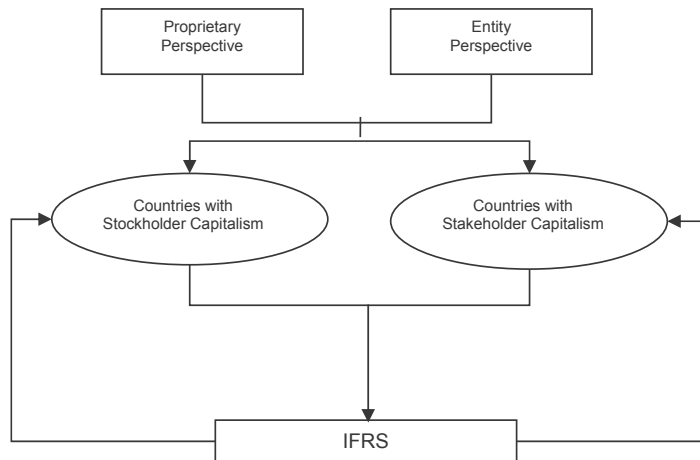 Proprietary
Perspective
Entity
Perspective
Countries with
Stockholder Capitalism
Countries with
Stakeholder Capitalism
IFRS